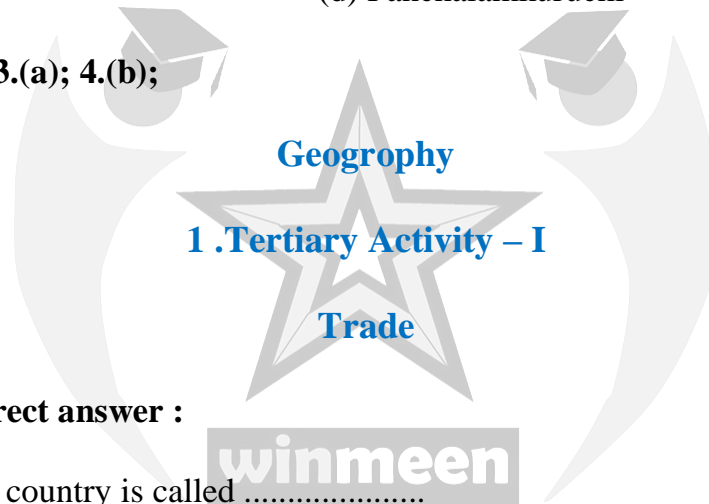 3.(a); 4.(b);
Geogrophy
1 .Tertiary Activity – I
Trade
rect answer :
winmeen
country is called .....................